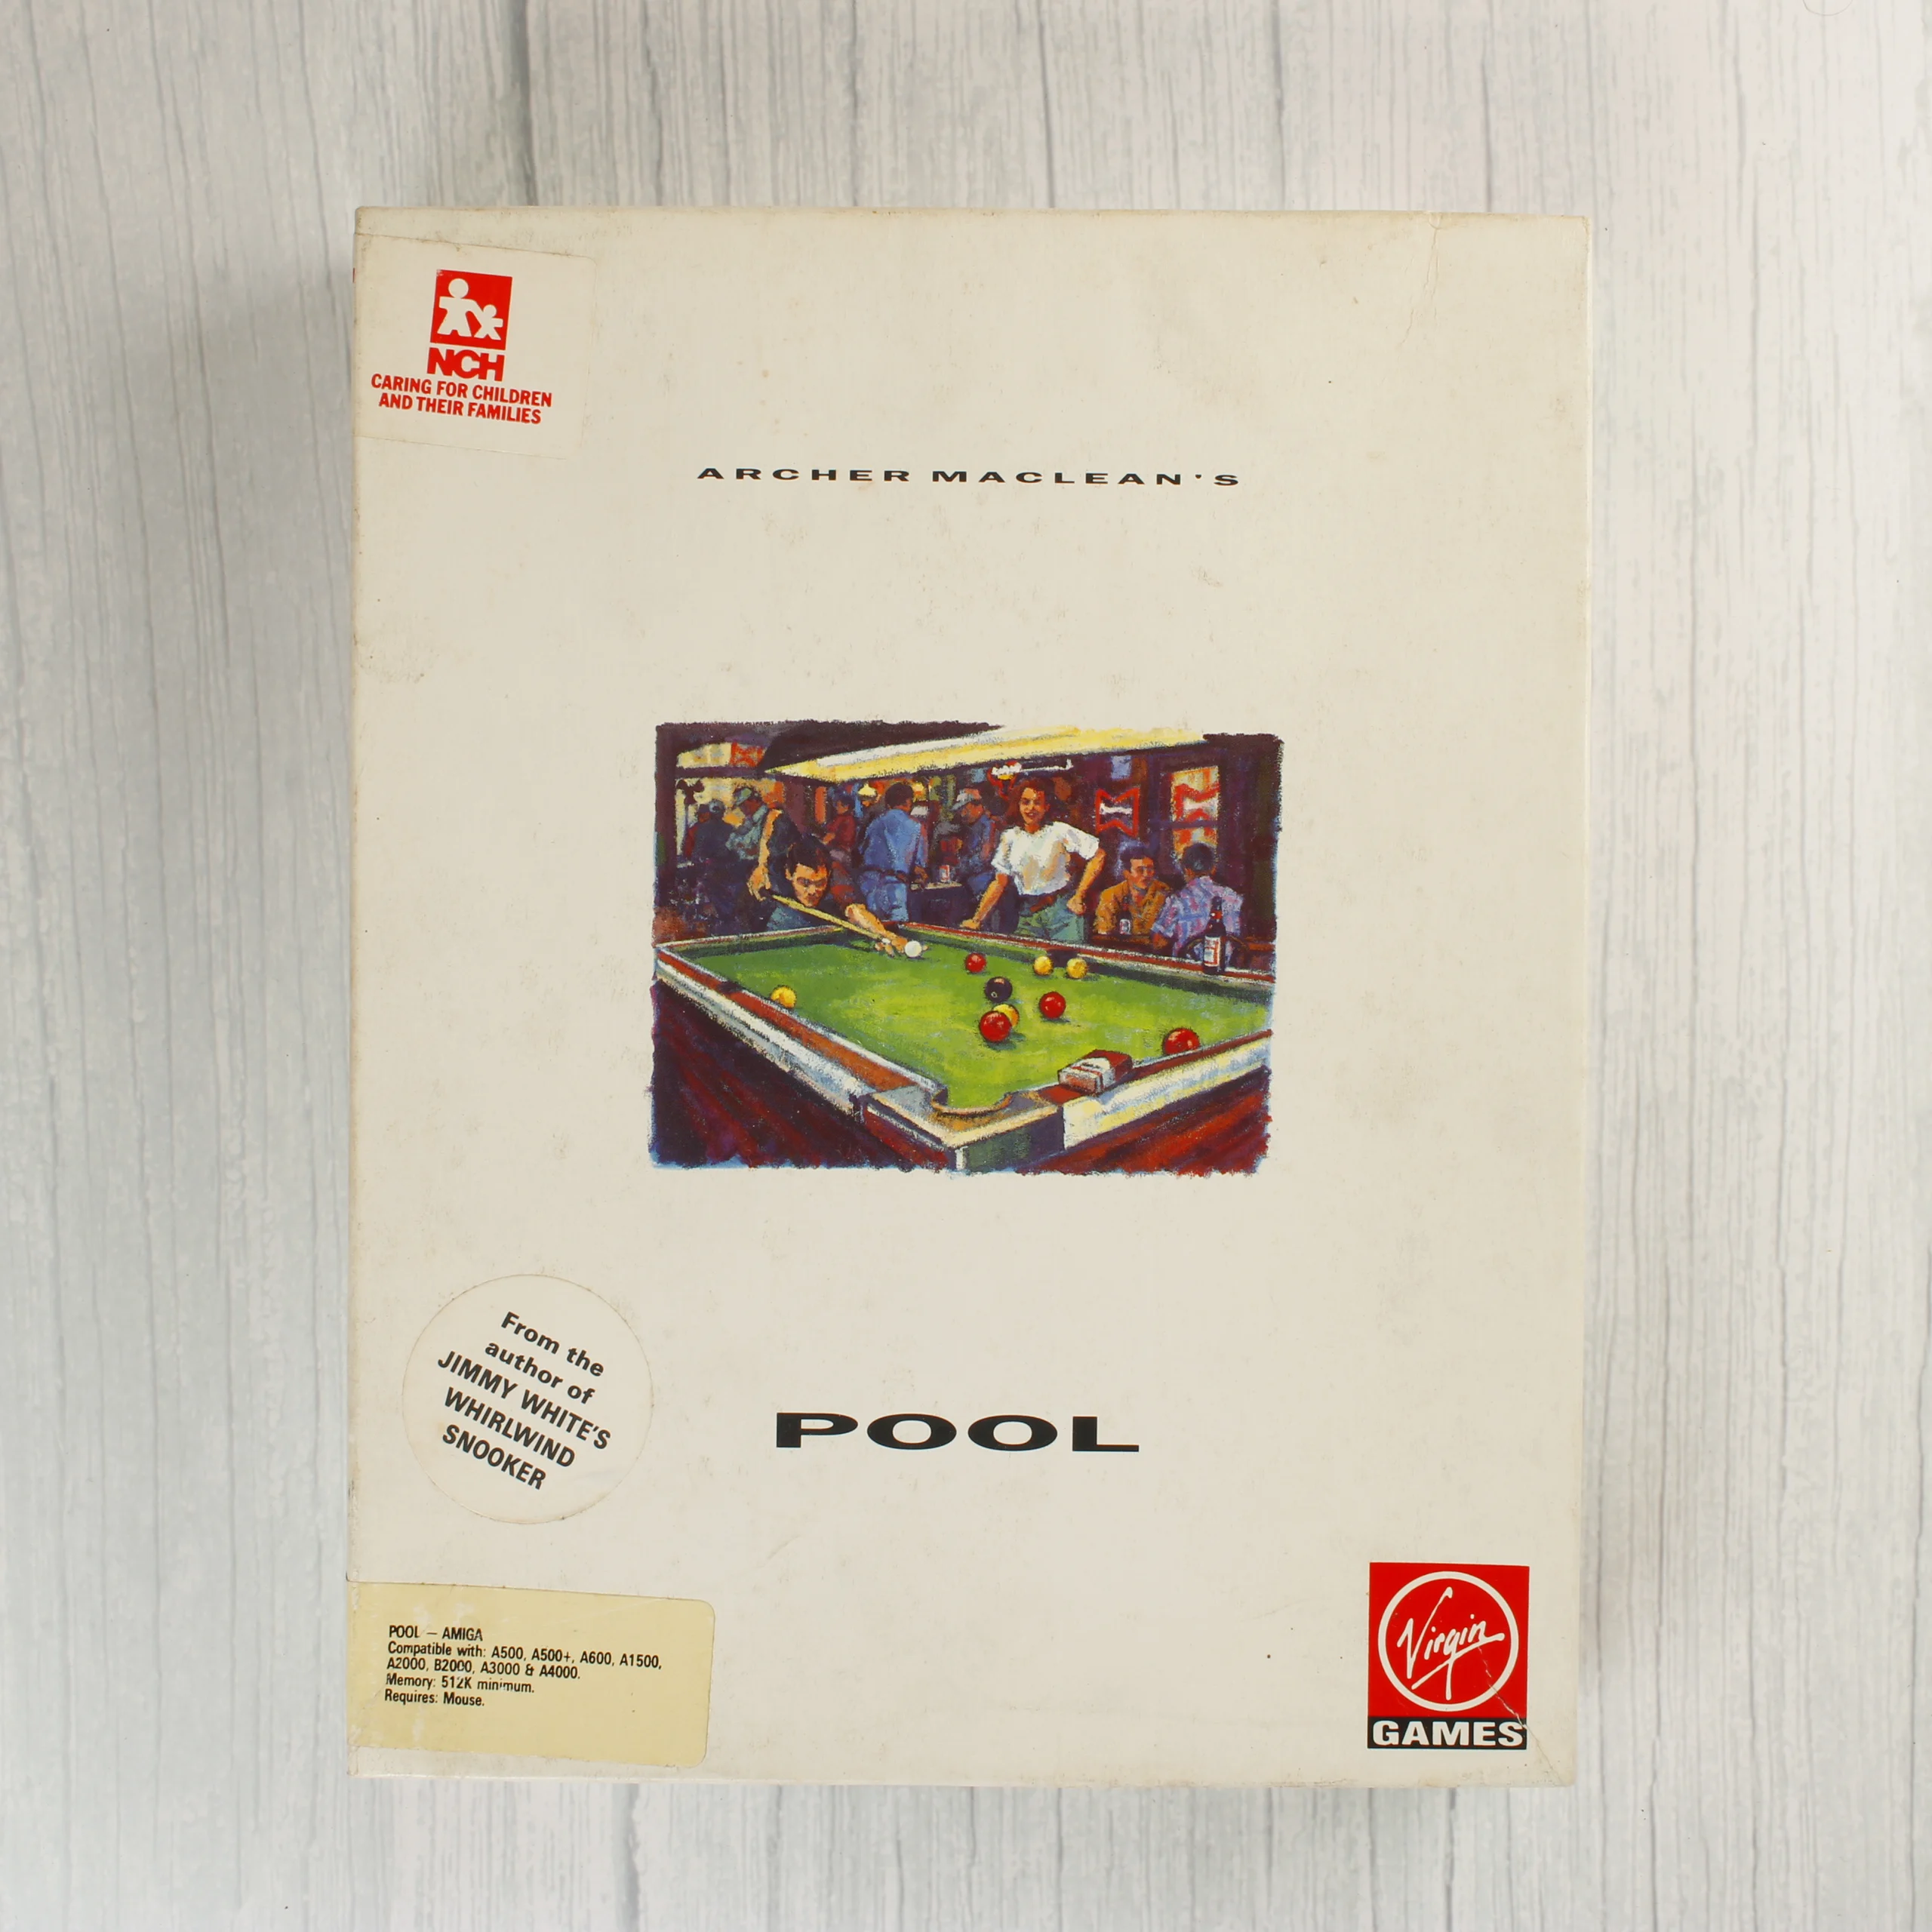 NCH
CARING FOR CHILDREN
AND THEIR FAMILIES
ARCHER MACLEAN'S
From the
author of
JIMMY WHITE'S
WHIRLWIND
SNOOKER
POOL
POOL – AMIGA
Compatible with: A500, A500+, A600, A1500,
A2000, B2000, A3000 & A4000.
Memory: 512K minimum.
Requires: Mouse.
Virgin
GAMES